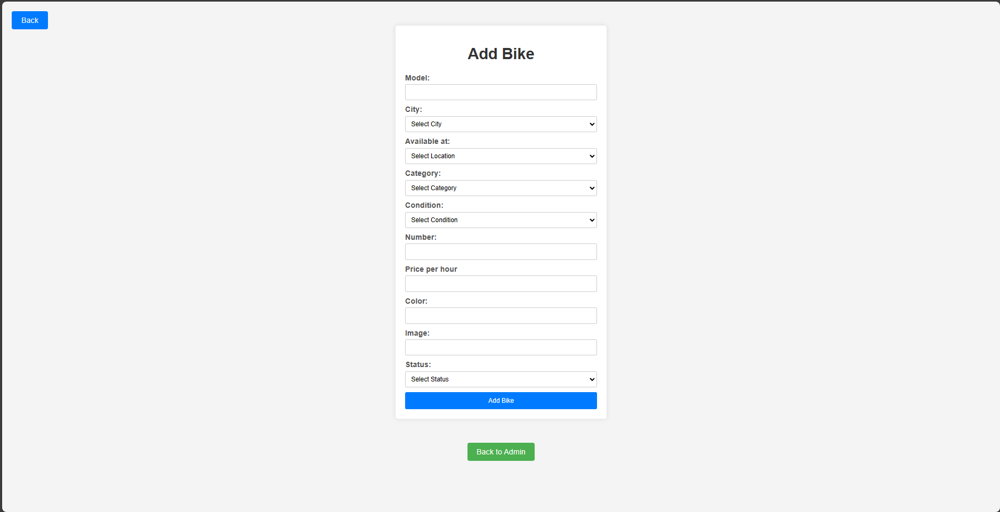 Back
Add Bike
Model:
City:
Select City
Available at:
Select Location
Category:
Select Category
Condition:
Select Condition
Number:
Price per hour
Color:
Image:
Status:
Select Status
Add Bike
Back to Admin